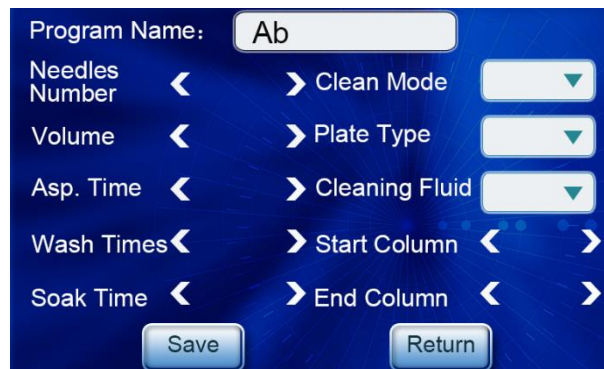 Program Name： Ab
Needles
Number
Clean Mode
Volume
Plate Type
Asp. Time
Cleaning Fluid
Wash Times
Start Column
Soak Time
End Column
Save
Return